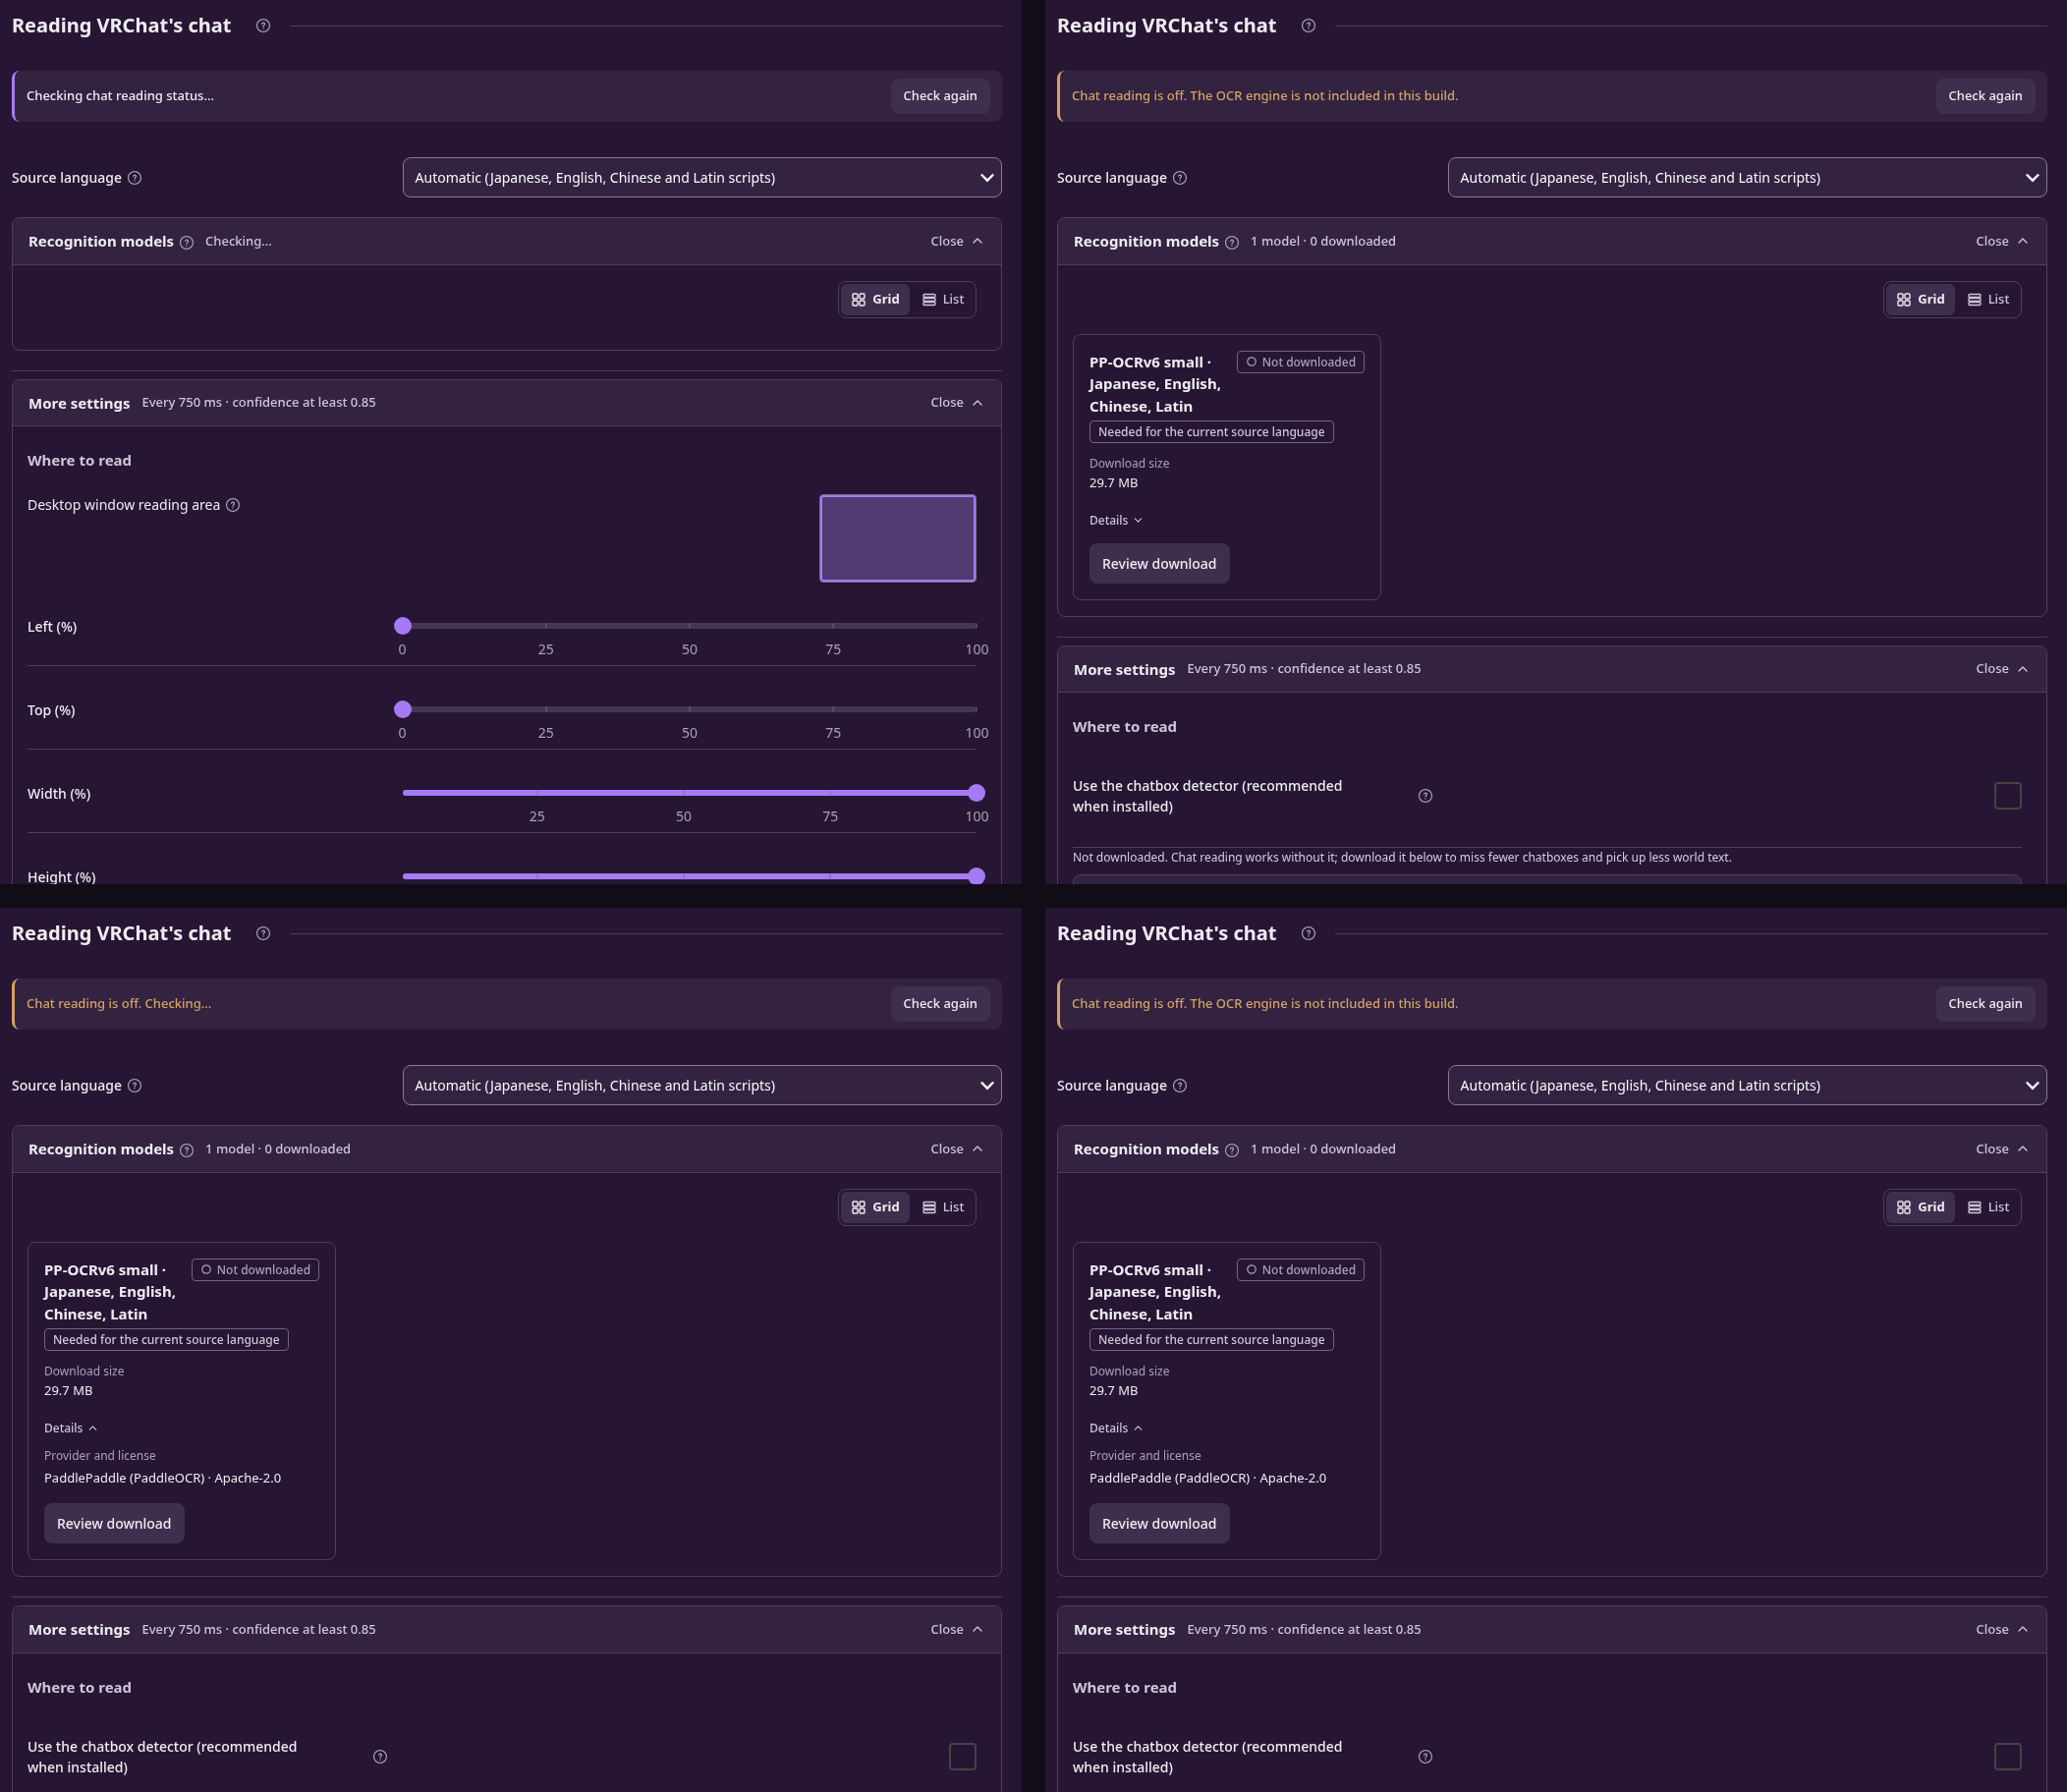 Reading VRChat's chat
Checking chat reading status...
Check again
Source language
Automatic (Japanese, English, Chinese and Latin scripts)
Recognition models
Checking...
Close
Grid
List
More settings
Every 750 ms · confidence at least 0.85
Close
Where to read
Desktop window reading area
Left (%)
0 25 50 75 100
Top (%)
0 25 50 75 100
Width (%)
25 50 75 100
Height (%)
Reading VRChat's chat
Chat reading is off. The OCR engine is not included in this build.
Check again
Source language
Automatic (Japanese, English, Chinese and Latin scripts)
Recognition models
1 model · 0 downloaded
Close
Grid
List
PP-OCRv6 small ·
Japanese, English,
Chinese, Latin
Not downloaded
Needed for the current source language
Download size
29.7 MB
Details
Review download
More settings
Every 750 ms · confidence at least 0.85
Close
Where to read
Use the chatbox detector (recommended
when installed)
Not downloaded. Chat reading works without it; download it below to miss fewer chatboxes and pick up less world text.
Reading VRChat's chat
Chat reading is off. Checking...
Check again
Source language
Automatic (Japanese, English, Chinese and Latin scripts)
Recognition models
1 model · 0 downloaded
Close
Grid
List
PP-OCRv6 small ·
Japanese, English,
Chinese, Latin
Not downloaded
Needed for the current source language
Download size
29.7 MB
Details
Provider and license
PaddlePaddle (PaddleOCR) · Apache-2.0
Review download
More settings
Every 750 ms · confidence at least 0.85
Close
Where to read
Use the chatbox detector (recommended
when installed)
Reading VRChat's chat
Chat reading is off. The OCR engine is not included in this build.
Check again
Source language
Automatic (Japanese, English, Chinese and Latin scripts)
Recognition models
1 model · 0 downloaded
Close
Grid
List
PP-OCRv6 small ·
Japanese, English,
Chinese, Latin
Not downloaded
Needed for the current source language
Download size
29.7 MB
Details
Provider and license
PaddlePaddle (PaddleOCR) · Apache-2.0
Review download
More settings
Every 750 ms · confidence at least 0.85
Close
Where to read
Use the chatbox detector (recommended
when installed)